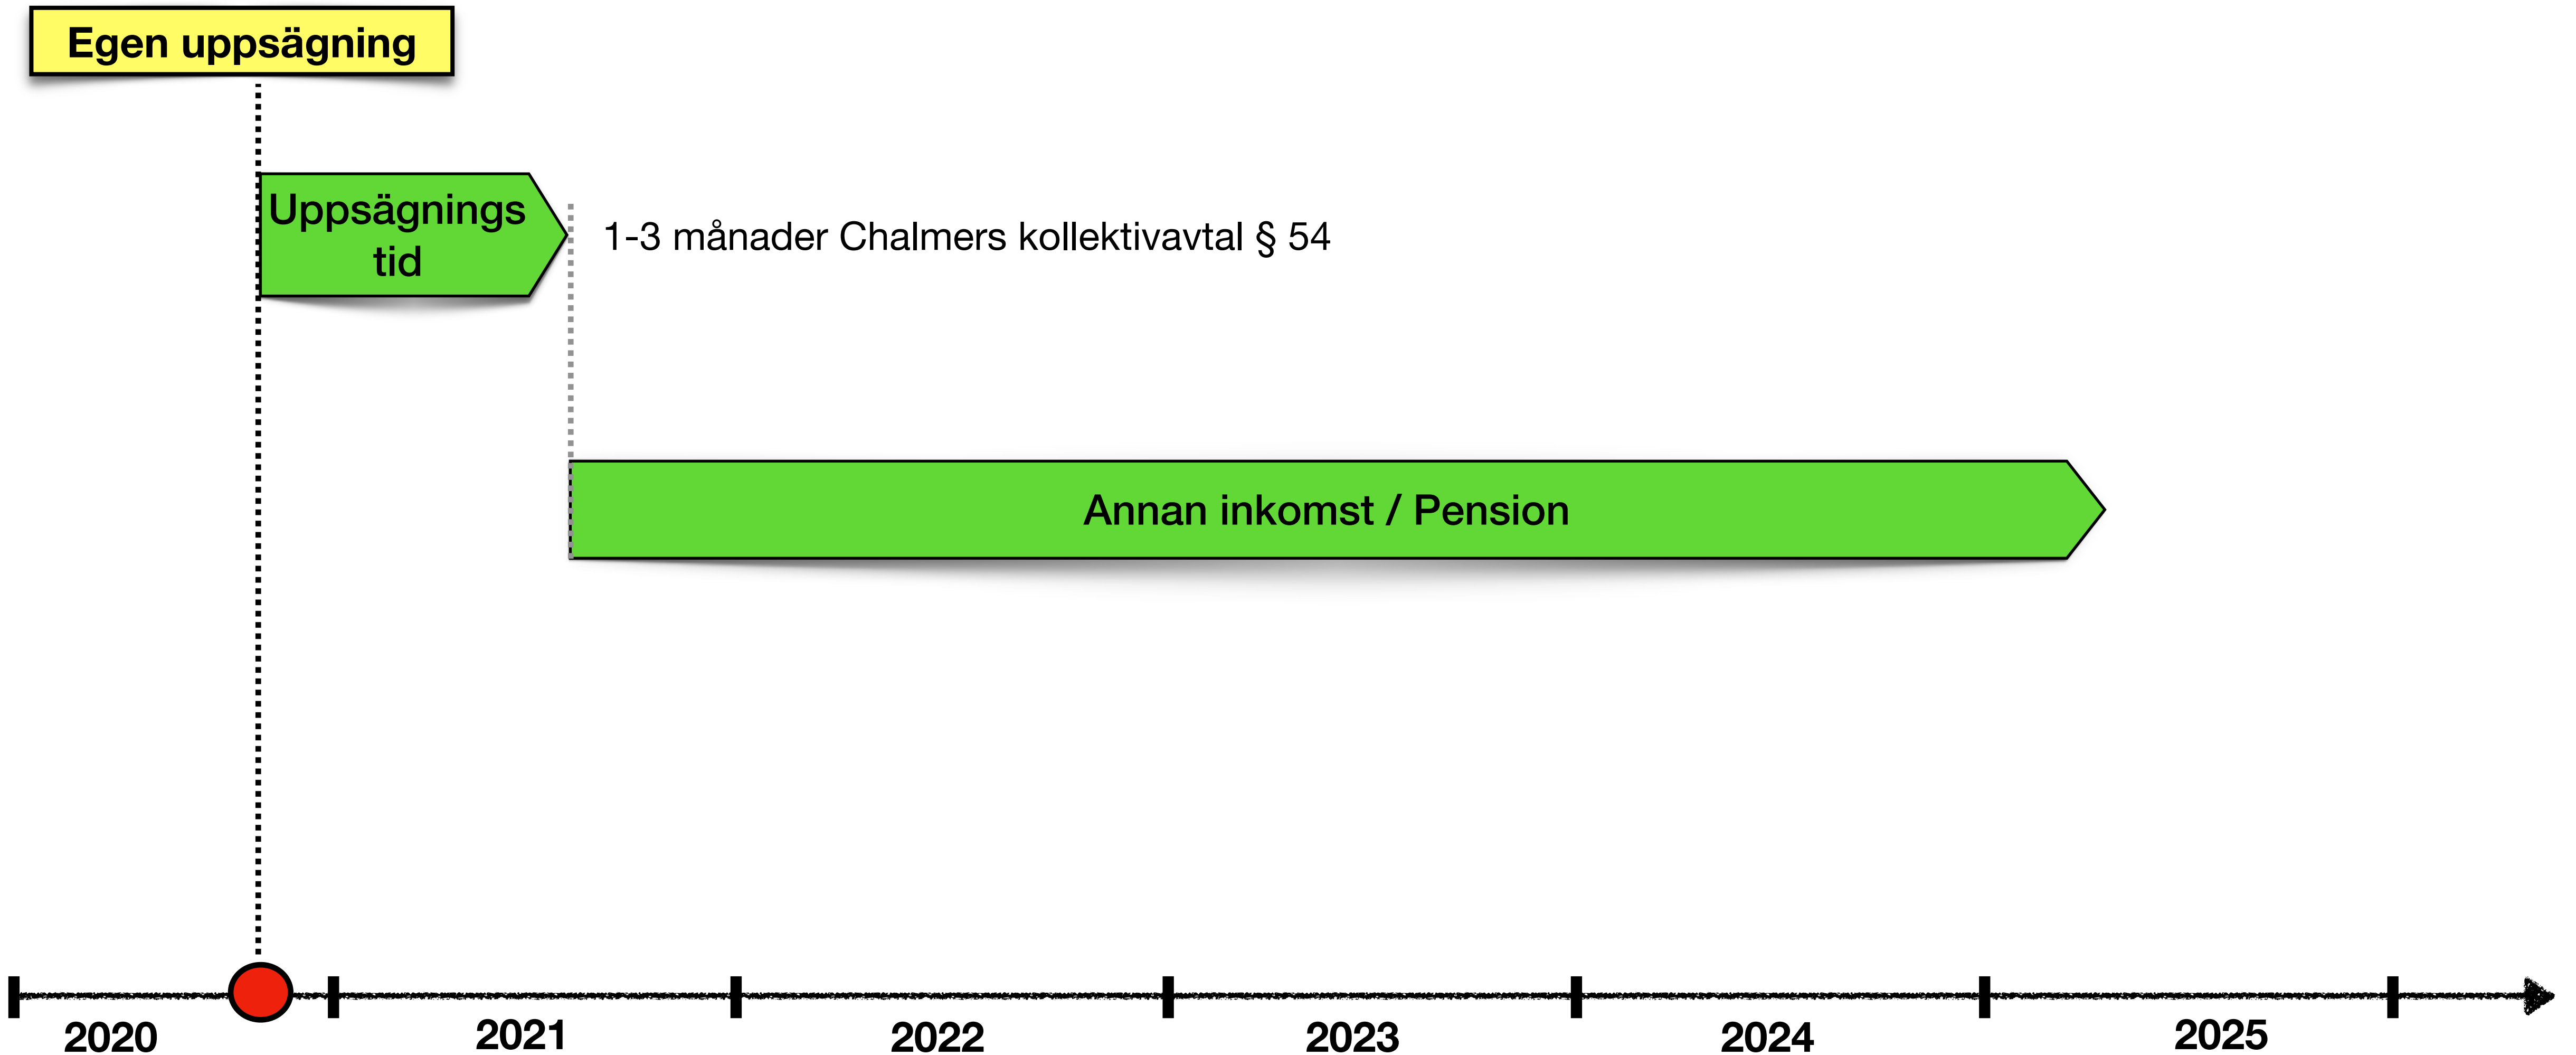 Egen uppsägning
Uppsägnings
tid
1-3 månader Chalmers kollektivavtal § 54
Annan inkomst / Pension
2020
2021
2022
2023
2024
2025